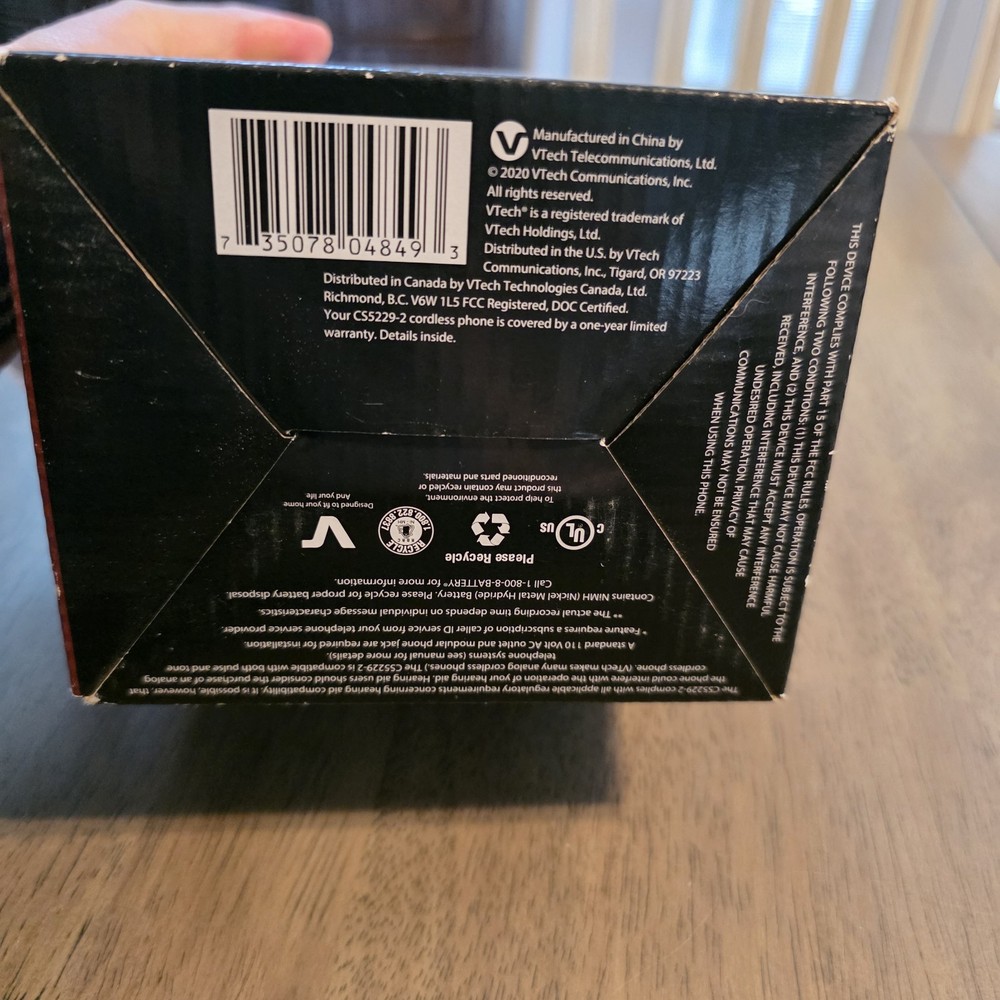 7 35078 04849 3
Manufactured in China by
VTech Telecommunications, Ltd.
© 2020 VTech Communications, Inc.
All rights reserved.
VTech® is a registered trademark of
VTech Holdings, Ltd.
Distributed in the U.S. by VTech
Communications, Inc., Tigard, OR 97223
Distributed in Canada by VTech Technologies Canada, Ltd.
Richmond, B.C. V6W 1L5 FCC Registered, DOC Certified.
Your CS5229-2 cordless phone is covered by a one-year limited
warranty. Details inside.
THIS DEVICE COMPLIES WITH PART 15 OF THE FCC RULES. OPERATION IS SUBJECT TO THE
FOLLOWING TWO CONDITIONS: (1) THIS DEVICE MAY NOT CAUSE HARMFUL
INTERFERENCE, AND (2) THIS DEVICE MUST ACCEPT ANY INTERFERENCE
RECEIVED, INCLUDING INTERFERENCE THAT MAY CAUSE
UNDESIRED OPERATION. PRIVACY OF
COMMUNICATIONS MAY NOT BE ENSURED
WHEN USING THIS PHONE.
The CS5229-2 complies with all applicable regulatory requirements concerning hearing aid compatibility. It is possible, however, that
the phone could interfere with the operation of your hearing aid. Hearing aid users should consider the purchase of an analog
cordless phone. (VTech makes many analog cordless phones.) The CS5229-2 is compatible with both pulse and tone
telephone systems (see manual for more details).
A standard 110 Volt AC outlet and modular phone jack are required for installation.
* Feature requires a subscription of caller ID service from your telephone service provider.
** The actual recording time depends on individual message characteristics.
Contains NiMH (Nickel Metal Hydride) Battery. Please recycle for proper battery disposal.
Call 1-800-8-BATTERY® for more information.
Please Recycle
C UL US
RECYCLE
1.800.822.8837
To help protect the environment,
this product may contain recycled or
reconditioned parts and materials.
Designed to fit your home
And your life.